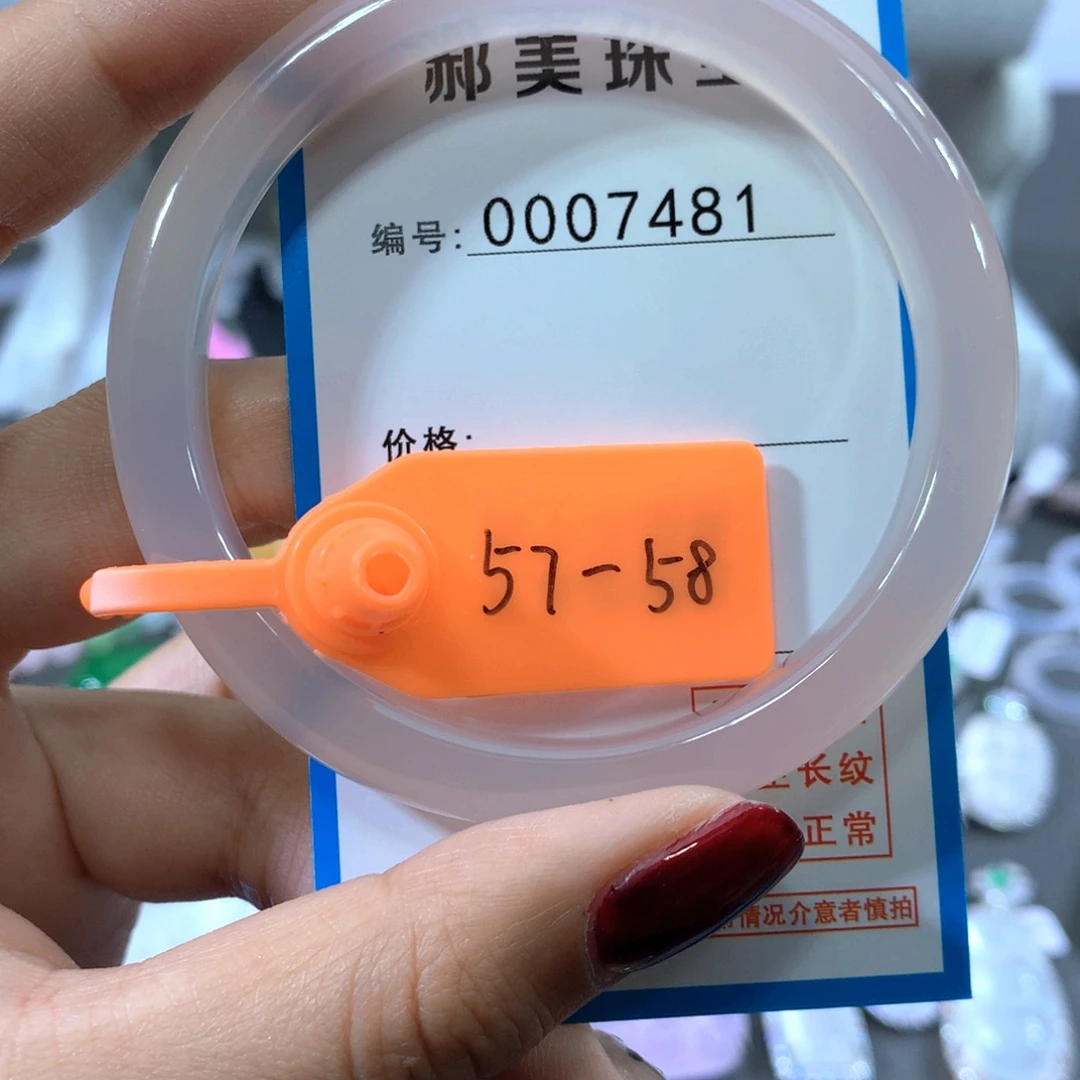 郝美珠
编号: 0007481
价格:
57-58
长纹
正常
情况介意者慎拍